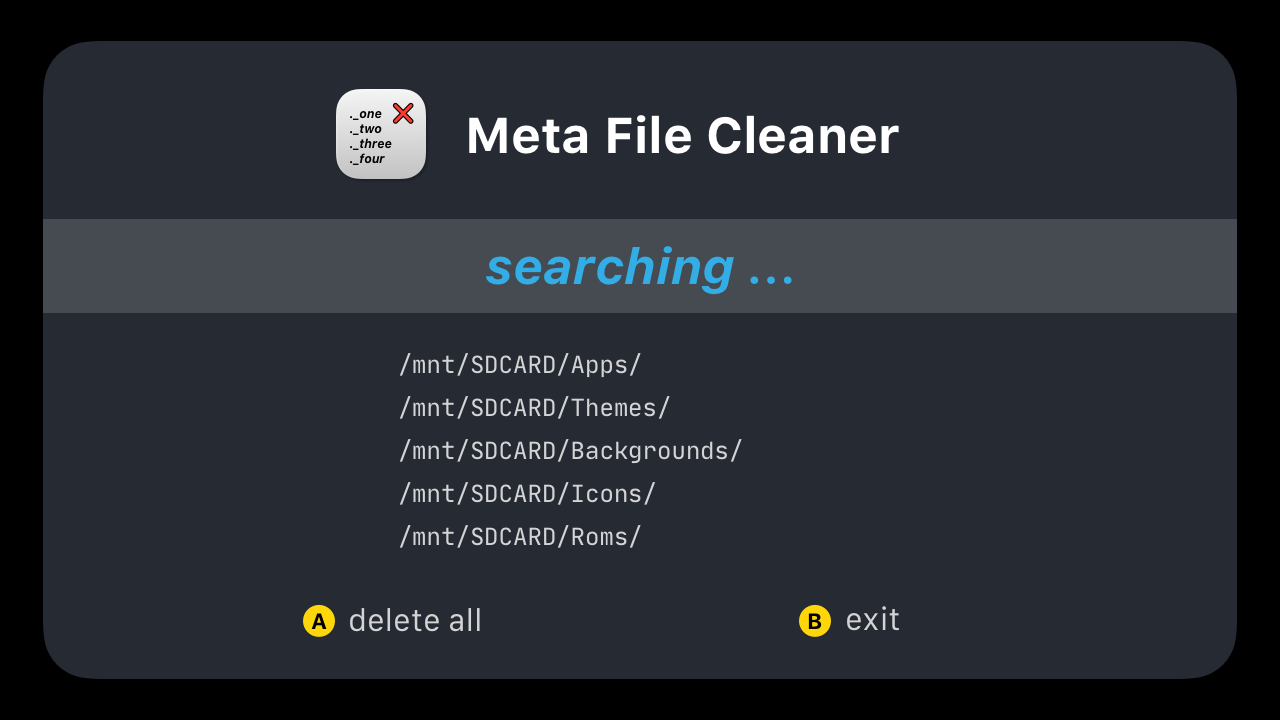 ._one
._two
._three
._four
Meta File Cleaner
searching ...
/mnt/SDCARD/Apps/
/mnt/SDCARD/Themes/
/mnt/SDCARD/Backgrounds/
/mnt/SDCARD/Icons/
/mnt/SDCARD/Roms/
A delete all
B exit